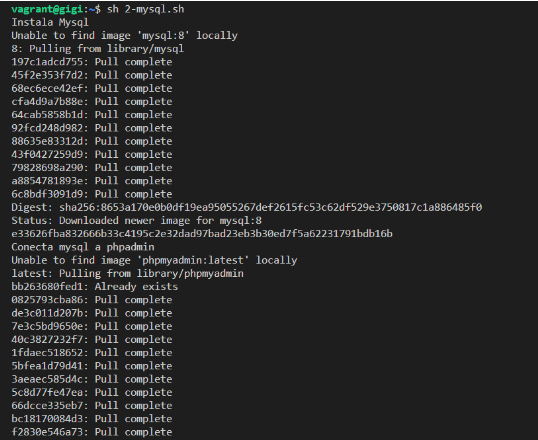 vagrant@gigi:~$ sh 2-mysql.sh
Instala Mysql
Unable to find image 'mysql:8' locally
8: Pulling from library/mysql
197c1adcd755: Pull complete
45f2e353f7d2: Pull complete
68ec6ece42ef: Pull complete
cfa4d9a7b88e: Pull complete
64cab5858b1d: Pull complete
92fcd248d982: Pull complete
88635e83312d: Pull complete
43f0427259d9: Pull complete
79828698a290: Pull complete
a8854781893e: Pull complete
6c8bdf3091d9: Pull complete
Digest: sha256:8653a170e0b0df19ea95055267def2615fc53c62df529e3750817c1a886485f0
Status: Downloaded newer image for mysql:8
e33626fba832666b33c4195c2e32dad97bad23eb3b30ed7f5a62231791bdb16b
Conecta mysql a phpadmin
Unable to find image 'phpmyadmin:latest' locally
latest: Pulling from library/phpmyadmin
bb263680fed1: Already exists
0825793cba86: Pull complete
de3c011d207b: Pull complete
7e3c5bd9650e: Pull complete
40c3827232f7: Pull complete
1fdaec518652: Pull complete
5bfea1d79d41: Pull complete
3aeaec585d4c: Pull complete
5c8d77fe47ea: Pull complete
66dcce335eb7: Pull complete
bc18170084d3: Pull complete
f2830e546a73: Pull complete